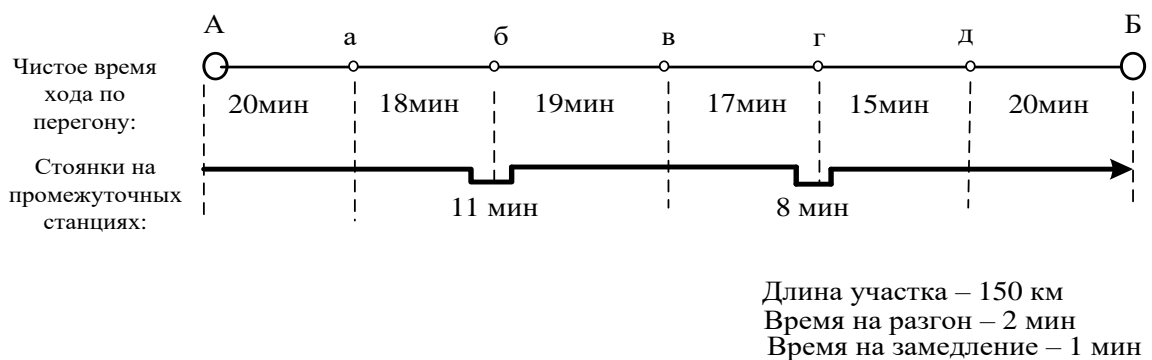 А а б в г д Б
Чистое время
хода по
перегону:
20мин 18мин 19мин 17мин 15мин 20мин
Стоянки на
промежуточных
станциях:
11 мин 8 мин
Длина участка – 150 км
Время на разгон – 2 мин
Время на замедление – 1 мин